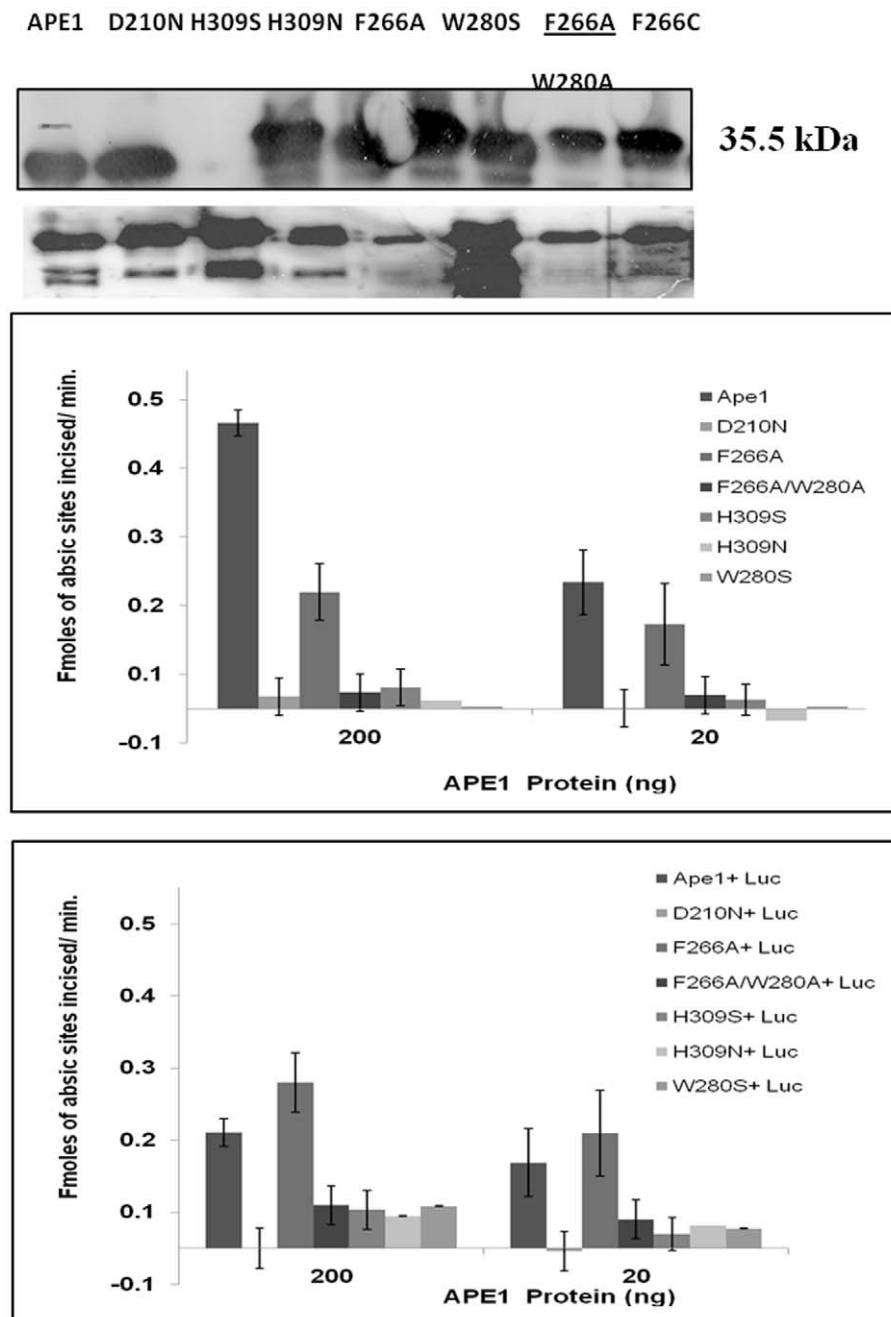 APE1 D210N H309S H309N F266A W280S F266A F266C
W280A
35.5 kDa
Fmoles of absic sites incised/ min.
0.5
0.4
0.2
0.1
-0.1
200
20
APE1 Protein (ng)
Ape1
D210N
F266A
F266A/W280A
H309S
H309N
W280S
Fmoles of absic sites incised/ min.
0.5
0.4
0.3
0.2
0.1
-0.1
200
20
APE1 Protein (ng)
Ape1+ Luc
D210N+ Luc
F266A+ Luc
F266A/W280A+ Luc
H309S+ Luc
H309N+ Luc
W280S+ Luc